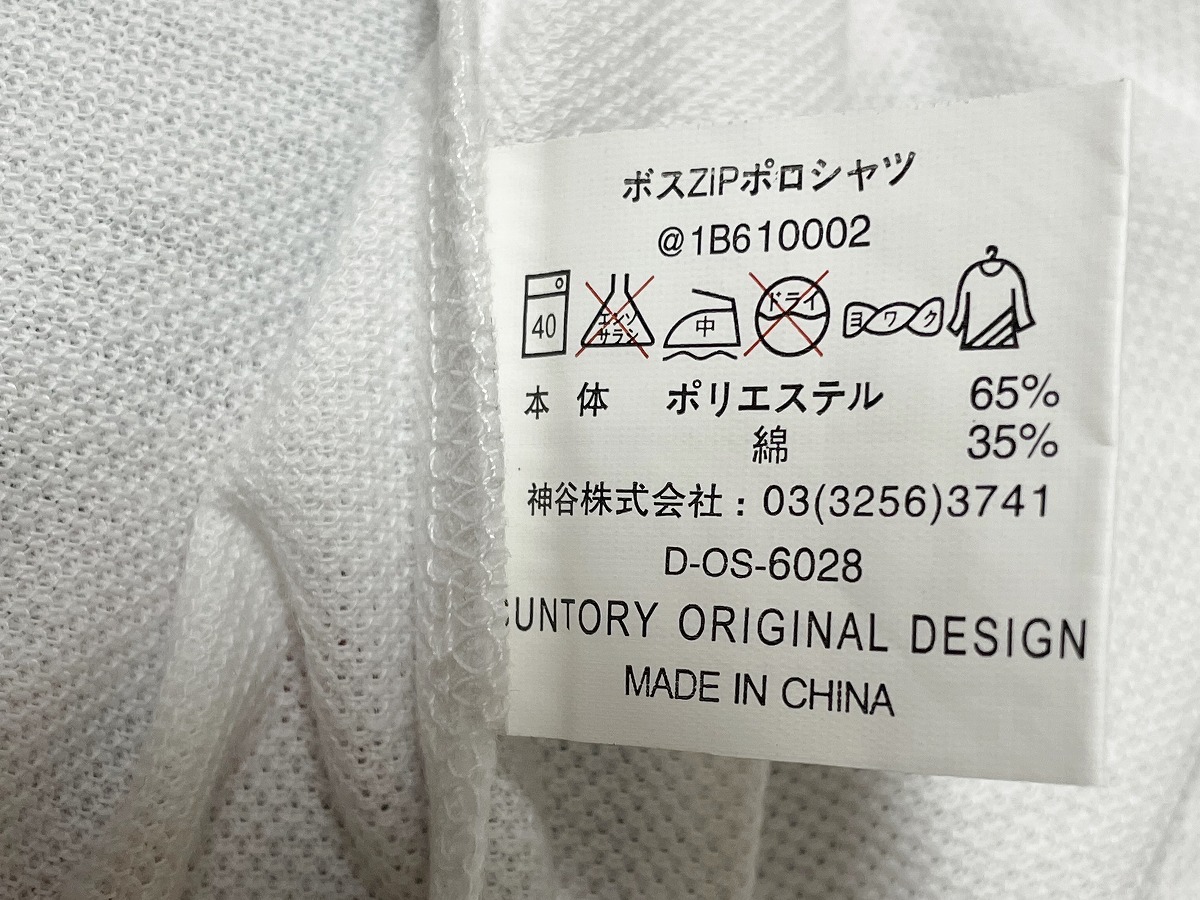 ボスZIPポロシャツ
@1B610002
40 エンソサラシ 中 ドライ ヨワク
本 体 ポリエステル 65%
綿 35%
神谷株式会社：03(3256)3741
D-OS-6028
SUNTORY ORIGINAL DESIGN
MADE IN CHINA